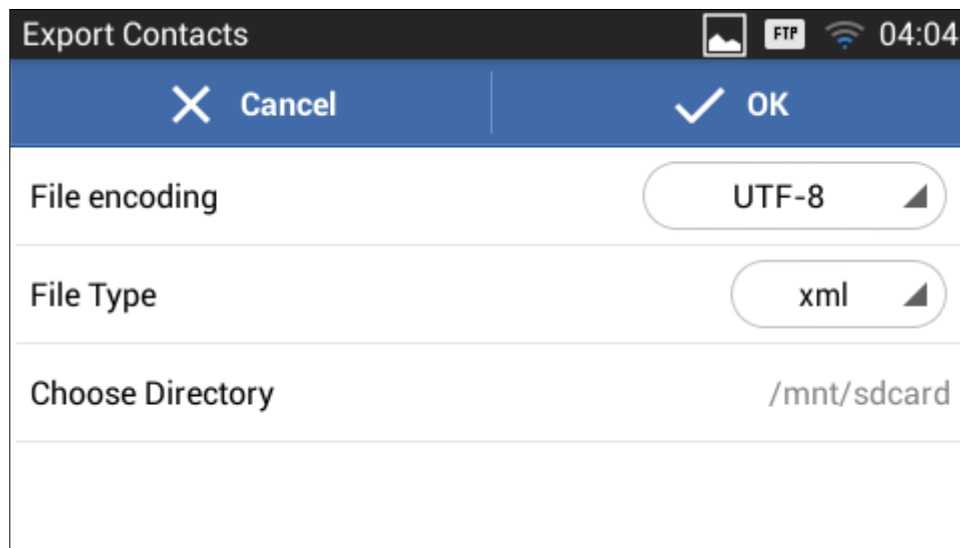 Export Contacts FTP 04:04
Cancel OK
File encoding UTF-8
File Type xml
Choose Directory /mnt/sdcard